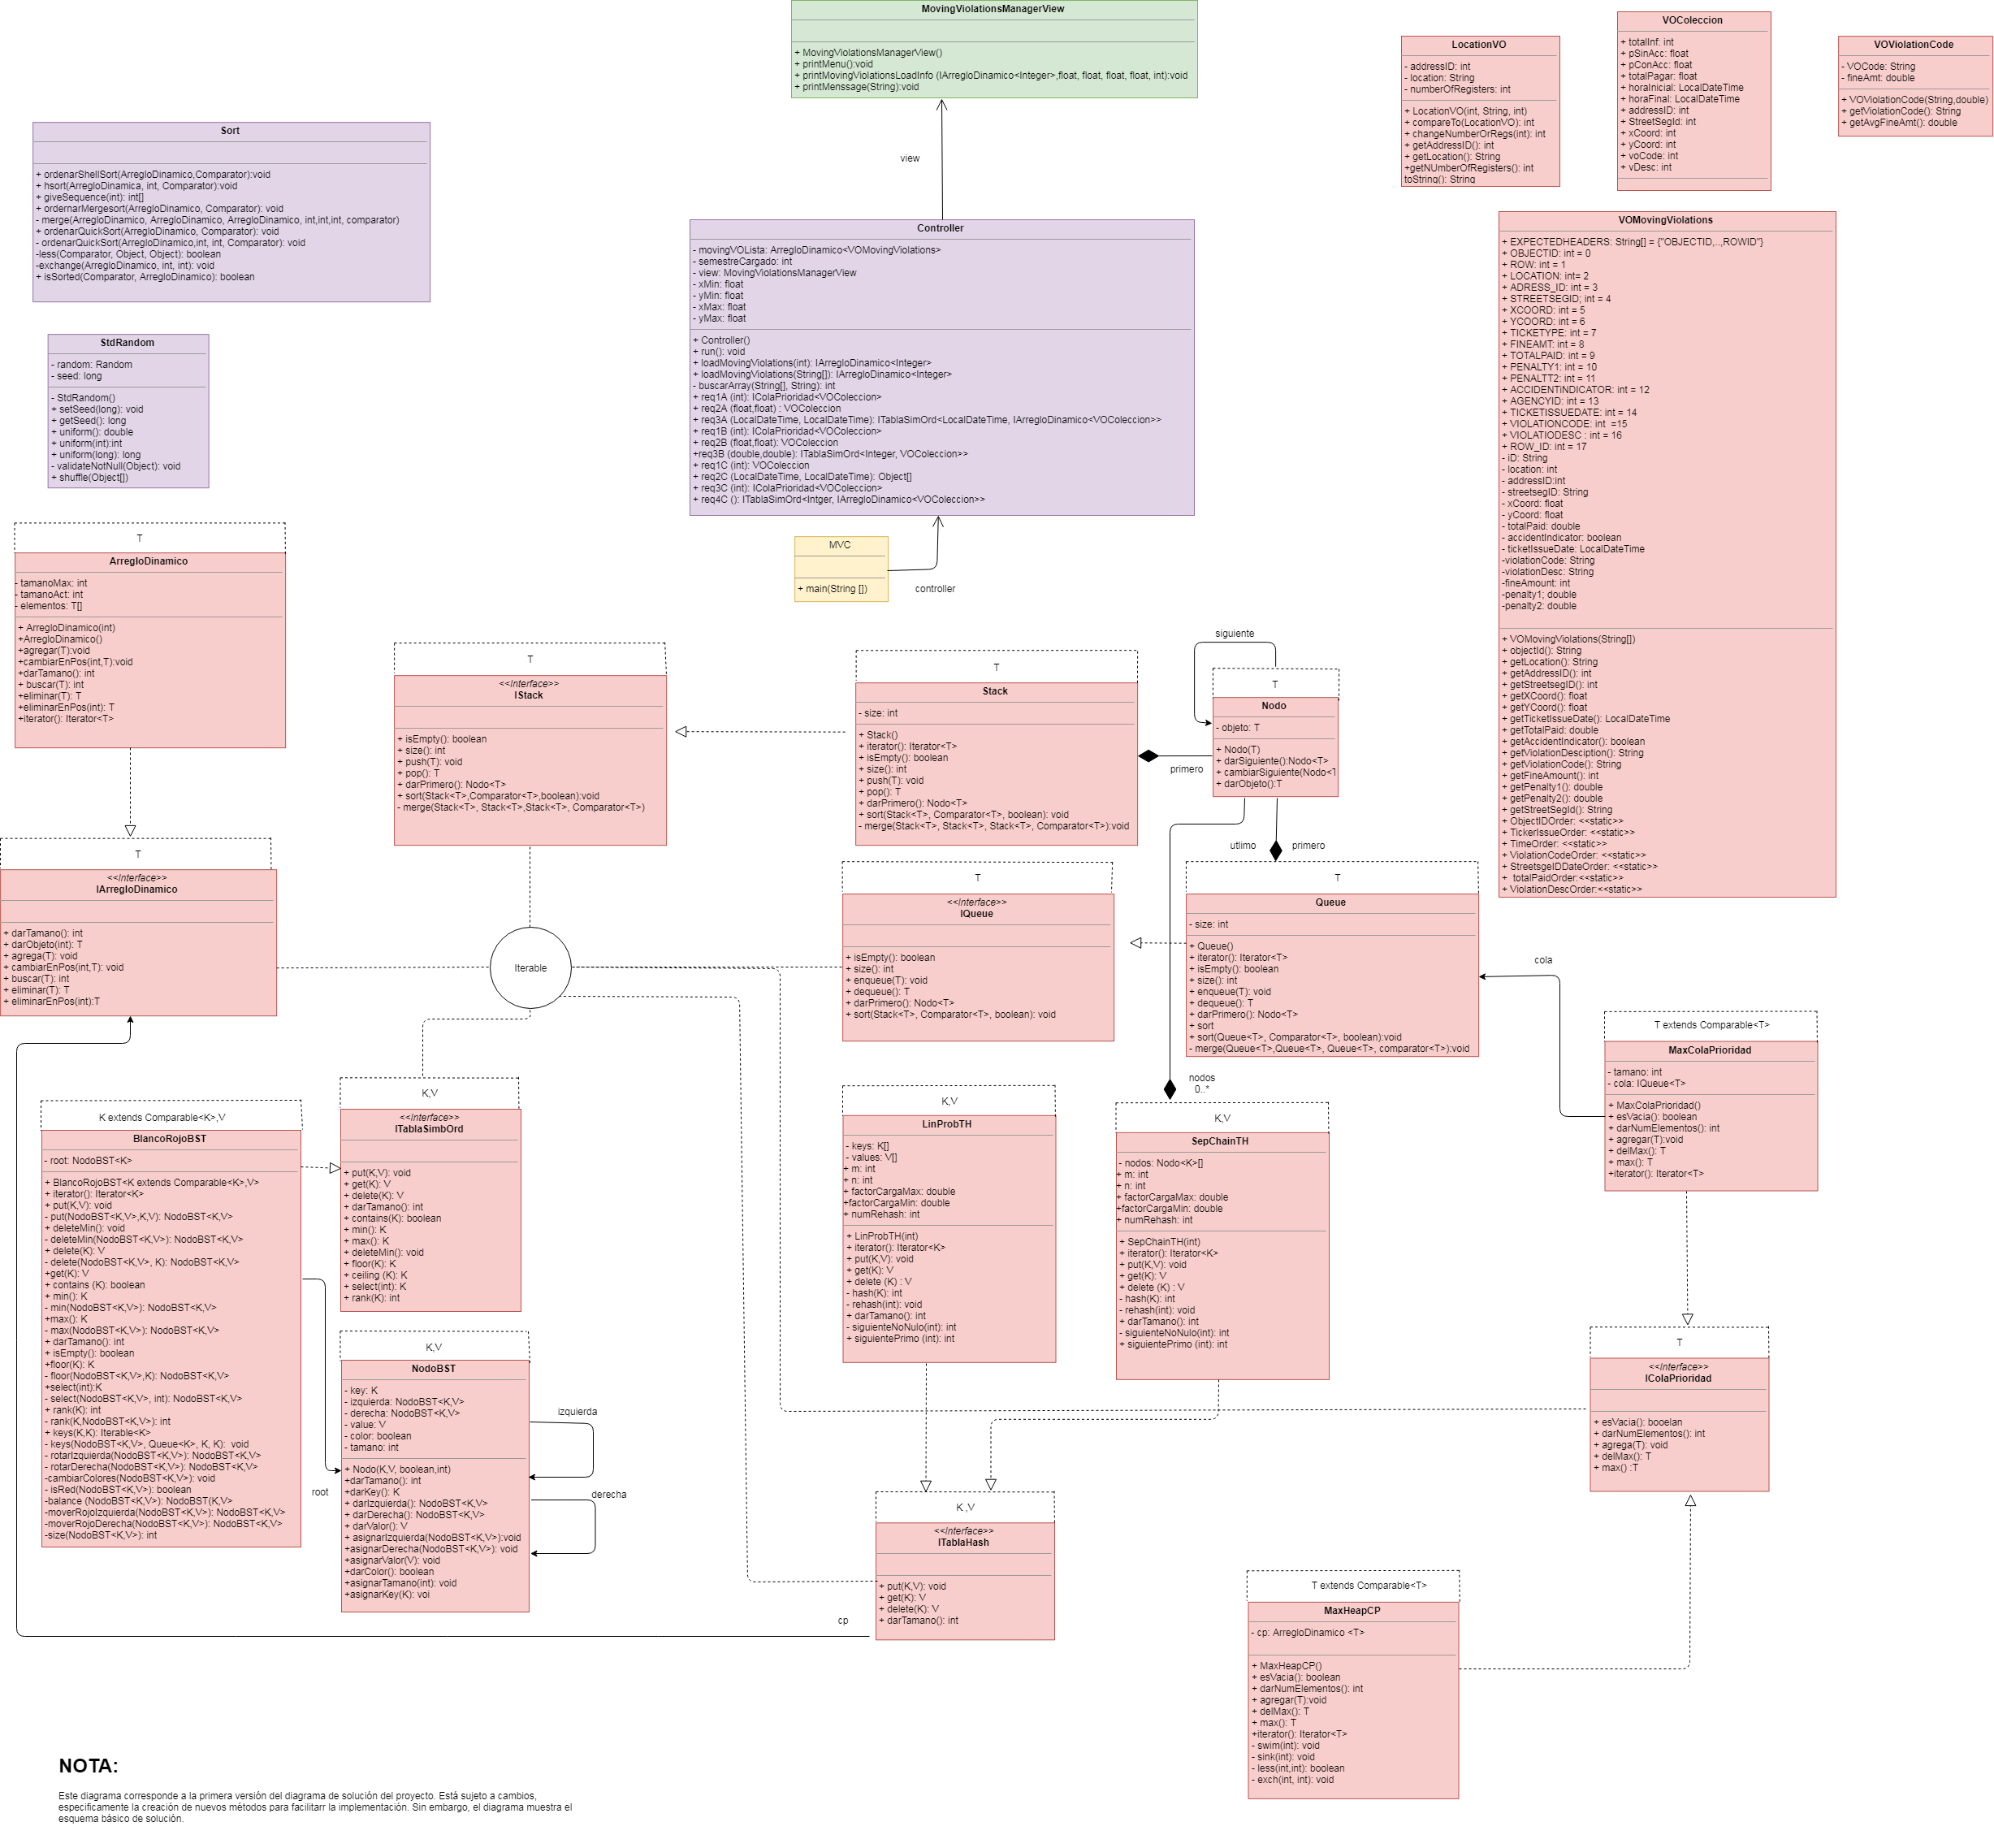 MovingViolationsManagerView
+ MovingViolationsManagerView()
+ printMenu():void
+ printMovingViolationsLoadInfo (IArregloDinamico<Integer>,float, float, float, float, int):void
+ printMenssage(String):void
LocationVO
- addressID: int
- location: String
- numberOfRegisters: int
+ LocationVO(int, String, int)
+ compareTo(LocationVO): int
+ changeNumberOrRegs(int): int
+ getAddressID(): int
+ getLocation(): String
+getNUmberOfRegisters(): int
toString(): String
VOColeccion
+ totalInf: int
+ pSinAcc: float
+ pConAcc: float
+ totalPagar: float
+ horaInicial: LocalDateTime
+ horaFinal: LocalDateTime
+ addressID: int
+ StreetSegId: int
+ xCoord: int
+ yCoord: int
+ voCode: int
+ vDesc: int
VOViolationCode
- VOCode: String
- fineAmt: double
+ VOViolationCode(String,double)
+ getViolationCode(): String
+ getAvgFineAmt(): double
view
Sort
+ ordenarShellSort(ArregloDinamico,Comparator):void
+ hsort(ArregloDinamica, int, Comparator):void
+ giveSequence(int): int[]
+ ordernarMergesort(ArregloDinamico, Comparator): void
- merge(ArregloDinamico, ArregloDinamico, ArregloDinamico, int,int,int, comparator)
+ ordenarQuickSort(ArregloDinamico, Comparator): void
- ordenarQuickSort(ArregloDinamico,int, int, Comparator): void
-less(Comparator, Object, Object): boolean
-exchange(ArregloDinamico, int, int): void
+ isSorted(Comparator, ArregloDinamico): boolean
StdRandom
- random: Random
- seed: long
- StdRandom()
+ setSeed(long): void
+ getSeed(): long
+ uniform(): double
+ uniform(int):int
+ uniform(long): long
- validateNotNull(Object): void
+ shuffle(Object[])
Controller
- movingVOLista: ArregloDinamico<VOMovingViolations>
- semestreCargado: int
- view: MovingViolationsManagerView
- xMin: float
- yMin: float
- xMax: float
- yMax: float
+ Controller()
+ run(): void
+ loadMovingViolations(int): IArregloDinamico<Integer>
+ loadMovingViolations(String[]): IArregloDinamico<Integer>
- buscarArray(String[], String): int
+ req1A (int): IColaPrioridad<VOColeccion>
+ req2A (float,float) : VOColeccion
+ req3A (LocalDateTime, LocalDateTime): ITablaSimOrd<LocalDateTime, IArregloDinamico<VOColeccion>>
+ req1B (int): IColaPrioridad<VOColeccion>
+ req2B (float,float): VOColeccion
+req3B (double,double): ITablaSimOrd<Integer, VOColeccion>>
+ req1C (int): VOColeccion
+ req2C (LocalDateTime, LocalDateTime): Object[]
+ req3C (int): IColaPrioridad<VOColeccion>
+ req4C (): ITablaSimOrd<Intger, IArregloDinamico<VOColeccion>>
MVC
+ main(String [])
controller
VOMovingViolations
+ EXPECTEDHEADERS: String[] = {"OBJECTID,..,ROWID"}
+ OBJECTID: int = 0
+ ROW: int = 1
+ LOCATION: int= 2
+ ADRESS_ID: int = 3
+ STREETSEGID; int = 4
+ XCOORD: int = 5
+ YCOORD: int = 6
+ TICKETYPE: int = 7
+ FINEAMT: int = 8
+ TOTALPAID: int = 9
+ PENALTY1: int = 10
+ PENALTT2: int = 11
+ ACCIDENTiNDICATOR: int = 12
+ AGENCYID: int = 13
+ TICKETISSUEDATE: int = 14
+ VIOLATIONCODE: int  =15
+ VIOLATIODESC : int = 16
+ ROW_ID: int = 17
- iD: String
- location: int
- addressID:int
- streetsegID: String
- xCoord: float
- yCoord: float
- totalPaid: double
- accidentIndicator: boolean
- ticketIssueDate: LocalDateTime
-violationCode: String
-violationDesc: String
-fineAmount: int
-penalty1; double
-penalty2: double
+ VOMovingViolations(String[])
+ objectId(): String
+ getLocation(): String
+ getAddressID(): int
+ getStreetsegID(): int
+ getXCoord(): float
+ getYCoord(): float
+ getTicketIssueDate(): LocalDateTime
+ getTotalPaid: double
+ getAccidentIndicator(): boolean
+ getViolationDesciption(): String
+ getViolationCode(): String
+ getFineAmount(): int
+ getPenalty1(): double
+ getPenalty2(): double
+ getStreetSegId(): String
+ ObjectIDOrder: <<static>>
+ TickerIssueOrder: <<static>>
+ TimeOrder: <<static>>
+ ViolationCodeOrder: <<static>>
+ StreetsgeIDDateOrder: <<static>>
+  totalPaidOrder:<<static>>
+ ViolationDescOrder:<<static>>
T
ArregloDinamico
- tamanoMax: int
- tamanoAct: int
- elementos: T[]
+ ArregloDinamico(int)
+ArregloDinamico()
+agregar(T):void
+cambiarEnPos(int,T):void
+darTamano(): int
+ buscar(T): int
+eliminar(T): T
+eliminarEnPos(int): T
+iterator(): Iterator<T>
T
<<Interface>>
IStack
+ isEmpty(): boolean
+ size(): int
+ push(T): void
+ pop(): T
+ darPrimero(): Nodo<T>
+ sort(Stack<T>,Comparator<T>,boolean):void
- merge(Stack<T>, Stack<T>,Stack<T>, Comparator<T>)
T
Stack
- size: int
+ Stack()
+ iterator(): Iterator<T>
+ isEmpty(): boolean
+ size(): int
+ push(T): void
+ pop(): T
+ darPrimero(): Nodo<T>
+ sort(Stack<T>, Comparator<T>, boolean): void
- merge(Stack<T>, Stack<T>, Stack<T>, Comparator<T>):void
siguiente
T
Nodo
- objeto: T
+ Nodo(T)
+ darSiguiente():Nodo<T>
+ cambiarSiguiente(Nodo<T
+ darObjeto():T
primero
utlimo
primero
T
<<Interface>>
IArregloDinamico
+ darTamano(): int
+ darObjeto(int): T
+ agrega(T): void
+ cambiarEnPos(int,T): void
+ buscar(T): int
+ eliminar(T): T
+ eliminarEnPos(int):T
Iterable
T
<<Interface>>
IQueue
+ isEmpty(): boolean
+ size(): int
+ enqueue(T): void
+ dequeue(): T
+ darPrimero(): Nodo<T>
+ sort(Stack<T>, Comparator<T>, boolean): void
T
Queue
- size: int
+ Queue()
+ iterator(): Iterator<T>
+ isEmpty(): boolean
+ size(): int
+ enqueue(T): void
+ dequeue(): T
+ darPrimero(): Nodo<T>
+ sort
+ sort(Queue<T>, Comparator<T>, boolean):void
- merge(Queue<T>,Queue<T>, Queue<T>, comparator<T>):void
cola
T extends Comparable<T>
MaxColaPrioridad
- tamano: int
- cola: IQueue<T>
+ MaxColaPrioridad()
+ esVacia(): boolean
+ darNumElementos(): int
+ agregar(T):void
+ delMax(): T
+ max(): T
+iterator(): Iterator<T>
K extends Comparable<K>,V
BlancoRojoBST
- root: NodoBST<K>
+ BlancoRojoBST<K extends Comparable<K>,V>
+ iterator(): Iterator<K>
+ put(K,V): void
- put(NodoBST<K,V>,K,V): NodoBST<K,V>
+ deleteMin(): void
- deleteMin(NodoBST<K,V>): NodoBST<K,V>
+ delete(K): V
- delete(NodoBST<K,V>, K): NodoBST<K,V>
+get(K): V
+ contains (K): boolean
+ min(): K
- min(NodoBST<K,V>): NodoBST<K,V>
+max(): K
- max(NodoBST<K,V>): NodoBST<K,V>
+ darTamano(): int
+ isEmpty(): boolean
+floor(K): K
- floor(NodoBST<K,V>,K): NodoBST<K,V>
+select(int):K
- select(NodoBST<K,V>, int): NodoBST<K,V>
+ rank(K): int
- rank(K,NodoBST<K,V>): int
+ keys(K,K): Iterable<K>
- keys(NodoBST<K,V>, Queue<K>, K, K):  void
- rotarIzquierda(NodoBST<K,V>): NodoBST<K,V>
- rotarDerecha(NodoBST<K,V>): NodoBST<K,V>
-cambiarColores(NodoBST<K,V>): void
- isRed(NodoBST<K,V>): boolean
-balance (NodoBST<K,V>): NodoBST(K,V>
-moverRojoIzquierda(NodoBST<K,V>): NodoBST<K,V>
-moverRojoDerecha(NodoBST<K,V>): NodoBST<K,V>
-size(NodoBST<K,V>): int
K,V
<<Interface>>
ITablaSimbOrd
+ put(K,V): void
+ get(K): V
+ delete(K): V
+ darTamano(): int
+ contains(K): boolean
+ min(): K
+ max(): K
+ deleteMin(): void
+ floor(K): K
+ ceiling (K): K
+ select(int): K
+ rank(K): int
K,V
NodoBST
- key: K
- izquierda: NodoBST<K,V>
- derecha: NodoBST<K,V>
- value: V
- color: boolean
- tamano: int
+ Nodo(K,V, boolean,int)
+darTamano(): int
+darKey(): K
+ darIzquierda(): NodoBST<K,V>
+ darDerecha(): NodoBST<K,V>
+ darValor(): V
+ asignarIzquierda(NodoBST<K,V>):void
+asignarDerecha(NodoBST<K,V>): void
+asignarValor(V): void
+darColor(): boolean
+asignarTamano(int): void
+asignarKey(K): voi
izquierda
derecha
root
K,V
LinProbTH
- keys: K[]
- values: V[]
+ m: int
+ n: int
+ factorCargaMax: double
+factorCargaMin: double
+ numRehash: int
+ LinProbTH(int)
+ iterator(): Iterator<K>
+ put(K,V): void
+ get(K): V
+ delete (K) : V
- hash(K): int
- rehash(int): void
+ darTamano(): int
- siguienteNoNulo(int): int
+ siguientePrimo (int): int
nodos
0..*
K,V
SepChainTH
- nodos: Nodo<K>[]
+ m: int
+ n: int
+ factorCargaMax: double
+factorCargaMin: double
+ numRehash: int
+ SepChainTH(int)
+ iterator(): Iterator<K>
+ put(K,V): void
+ get(K): V
+ delete (K) : V
- hash(K): int
- rehash(int): void
+ darTamano(): int
- siguienteNoNulo(int): int
+ siguientePrimo (int): int
T
<<Interface>>
IColaPrioridad
+ esVacia(): booelan
+ darNumElementos(): int
+ agrega(T): void
+ delMax(): T
+ max() :T
K ,V
<<Interface>>
ITablaHash
+ put(K,V): void
+ get(K): V
+ delete(K): V
+ darTamano(): int
cp
T extends Comparable<T>
MaxHeapCP
- cp: ArregloDinamico <T>
+ MaxHeapCP()
+ esVacia(): boolean
+ darNumElementos(): int
+ agregar(T):void
+ delMax(): T
+ max(): T
+iterator(): Iterator<T>
- swim(int): void
- sink(int): void
- less(int,int): boolean
- exch(int, int): void
NOTA:
Este diagrama corresponde a la primera versión del diagrama de solución del proyecto. Está sujeto a cambios,
especificamente la creación de nuevos métodos para facilitarr la implementación. Sin embargo, el diagrama muestra el
esquema básico de solución.